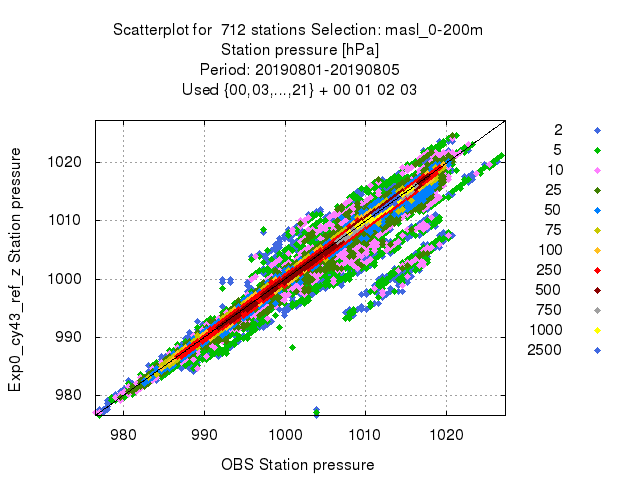 Scatterplot for 712 stations Selection: masl_0-200m
Station pressure [hPa]
Period: 20190801-20190805
Used {00,03,...,21} + 00 01 02 03
2
5
10
25
50
75
100
250
500
750
1000
2500
1020
1010
1000
990
980
Exp0_cy43_ref_z Station pressure
980 990 1000 1010 1020
OBS Station pressure